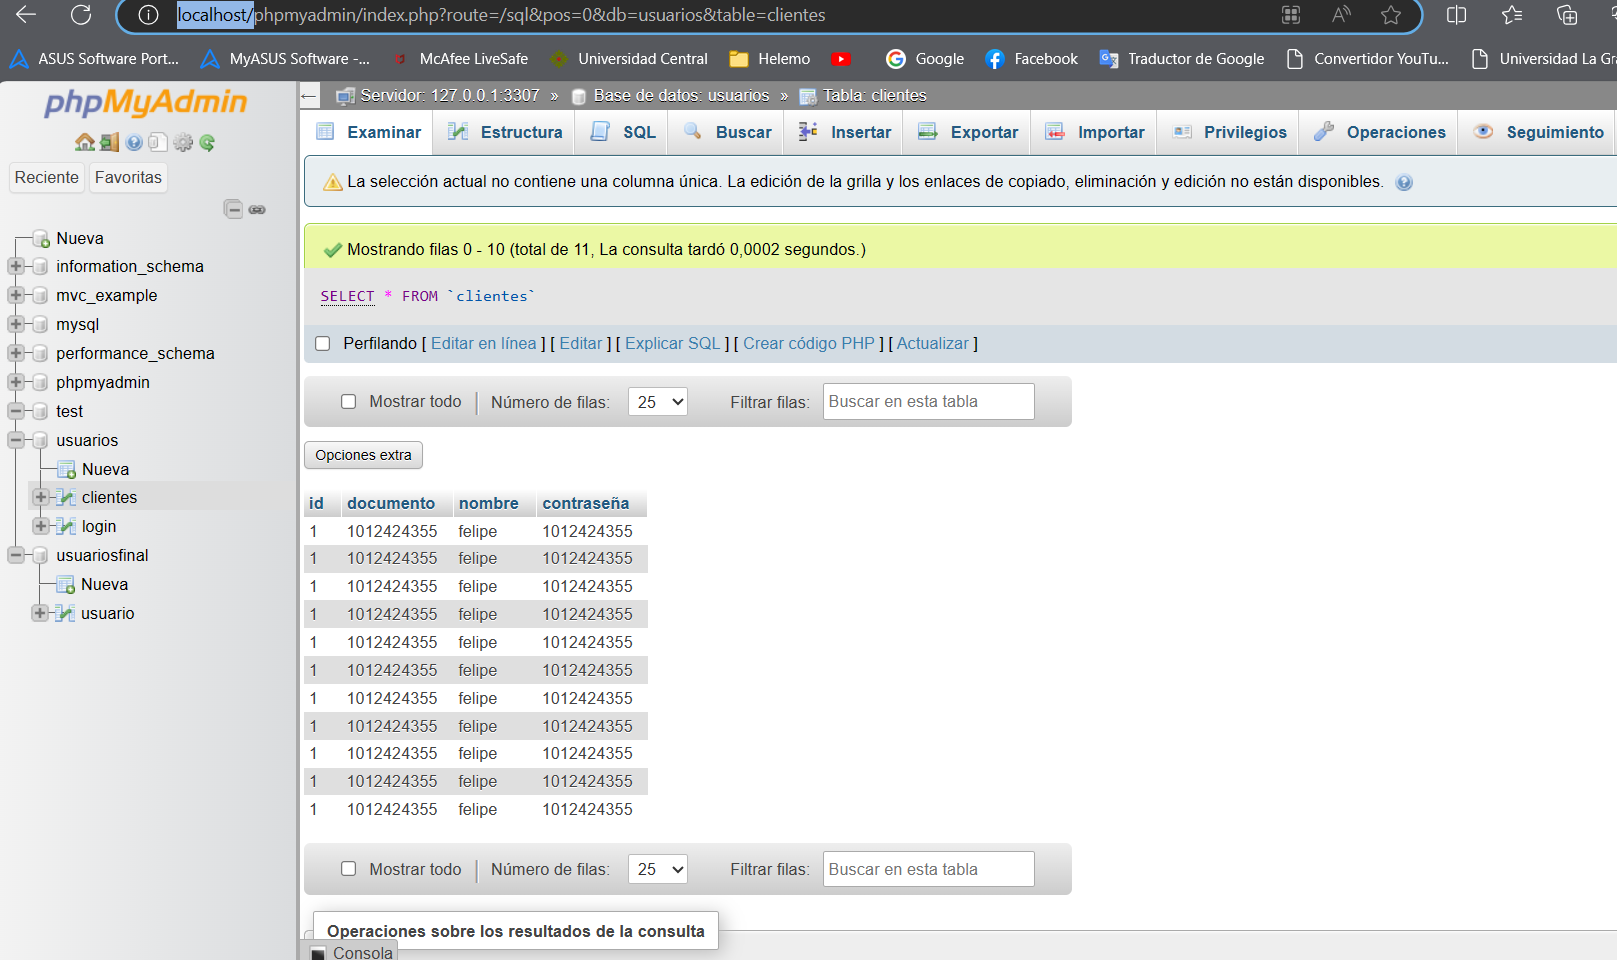 localhost/phpmyadmin/index.php?route=/sql&pos=0&db=usuarios&table=clientes
ASUS Software Port... MyASUS Software -... McAfee LiveSafe Universidad Central Helemo Google Facebook Traductor de Google Convertidor YouTu... Universidad La Gra
phpMyAdmin
Reciente Favoritas
Nueva
information_schema
mvc_example
mysql
performance_schema
phpmyadmin
test
usuarios
Nueva
clientes
login
usuariosfinal
Nueva
usuario
Servidor: 127.0.0.1:3307 » Base de datos: usuarios » Tabla: clientes
Examinar Estructura SQL Buscar Insertar Exportar Importar Privilegios Operaciones Seguimiento
La selección actual no contiene una columna única. La edición de la grilla y los enlaces de copiado, eliminación y edición no están disponibles.
Mostrando filas 0 - 10 (total de 11, La consulta tardó 0,0002 segundos.)
SELECT * FROM `clientes`
Perfilando [ Editar en línea ] [ Editar ] [ Explicar SQL ] [ Crear código PHP ] [ Actualizar ]
Mostrar todo | Número de filas: 25 Filtrar filas: Buscar en esta tabla
Opciones extra
id documento nombre contraseña
1 1012424355 felipe 1012424355
1 1012424355 felipe 1012424355
1 1012424355 felipe 1012424355
1 1012424355 felipe 1012424355
1 1012424355 felipe 1012424355
1 1012424355 felipe 1012424355
1 1012424355 felipe 1012424355
1 1012424355 felipe 1012424355
1 1012424355 felipe 1012424355
1 1012424355 felipe 1012424355
1 1012424355 felipe 1012424355
Mostrar todo | Número de filas: 25 Filtrar filas: Buscar en esta tabla
Operaciones sobre los resultados de la consulta
Consola